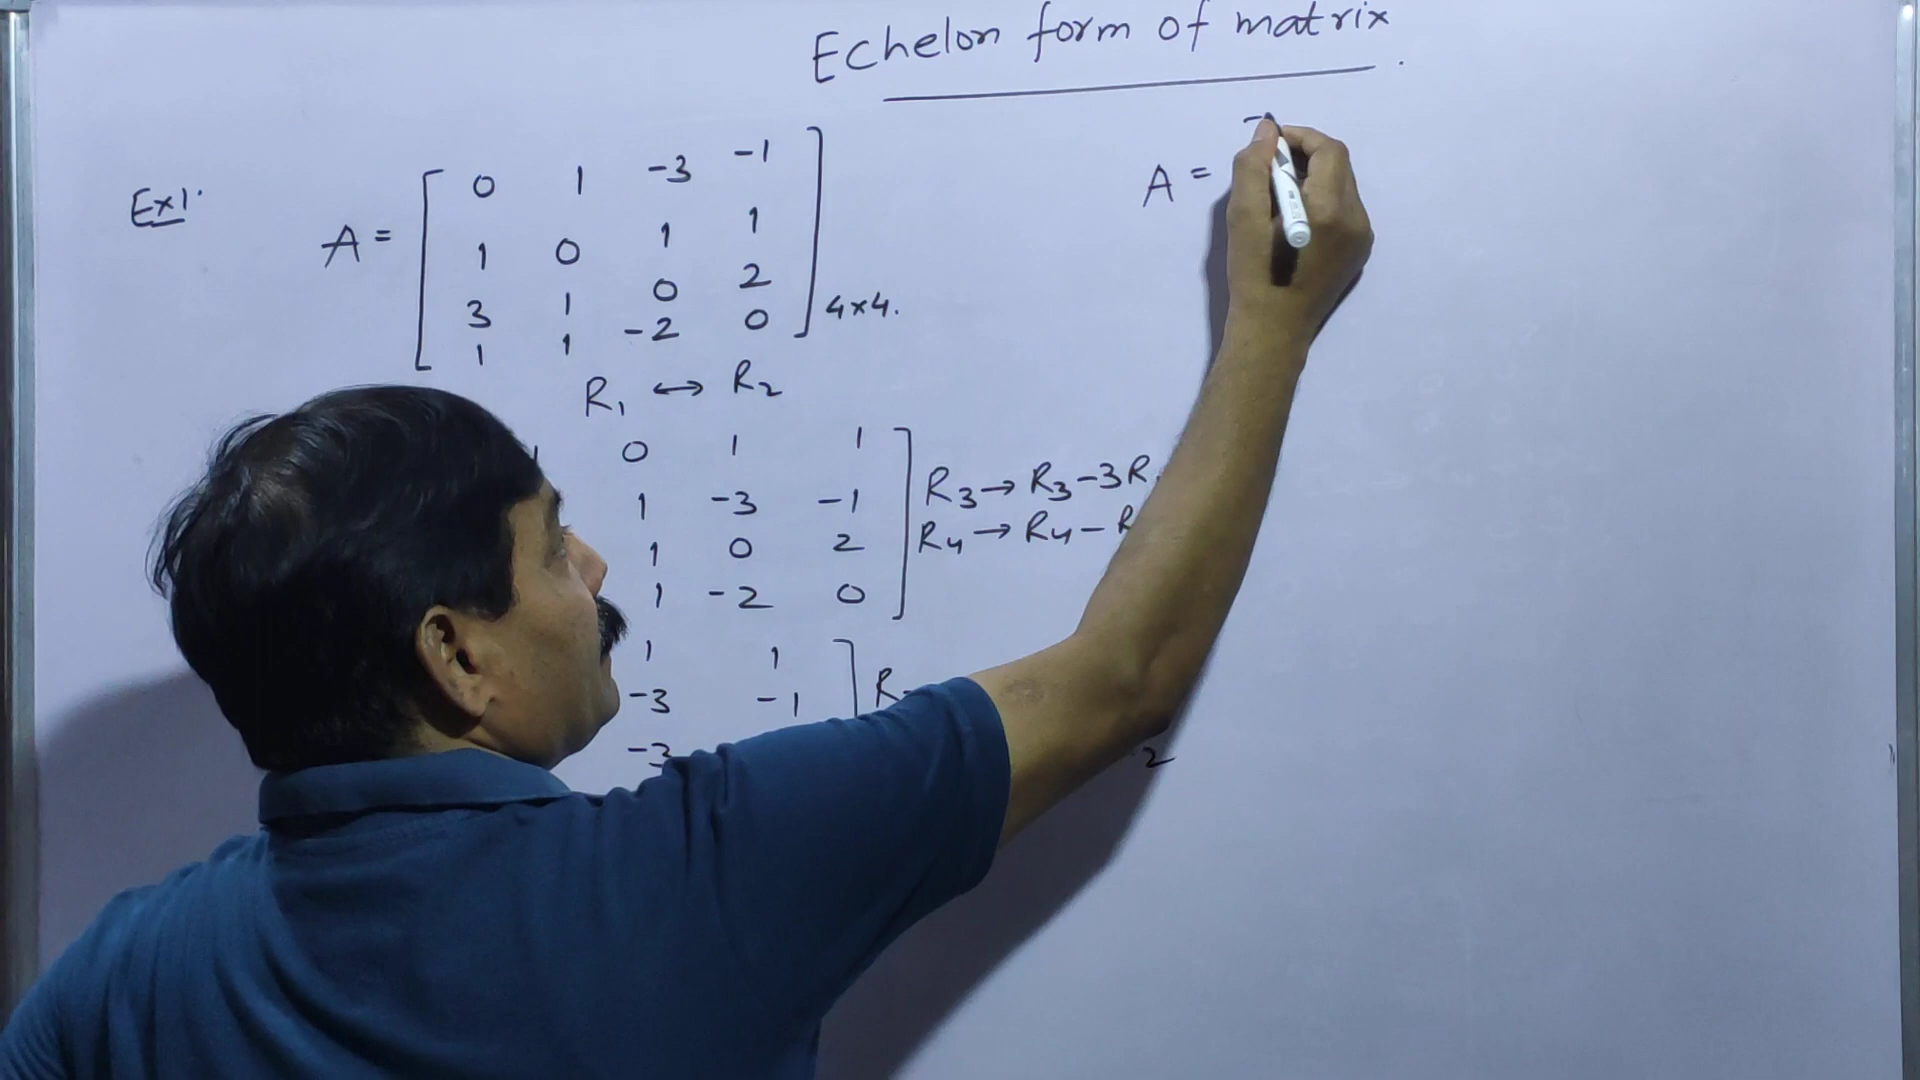 Echelon form of matrix.
Ex1.
A = [ 0 1 -3 -1
1 0 1 1
3 1 0 2
1 1 -2 0 ] 4×4.
R₁ ↔ R₂
0 1 1 ]
1 -3 -1 R₃ → R₃ - 3R
1 0 2 R₄ → R₄ - R
1 -2 0
1 1 ]
-3 -1 R
-3
2
A =